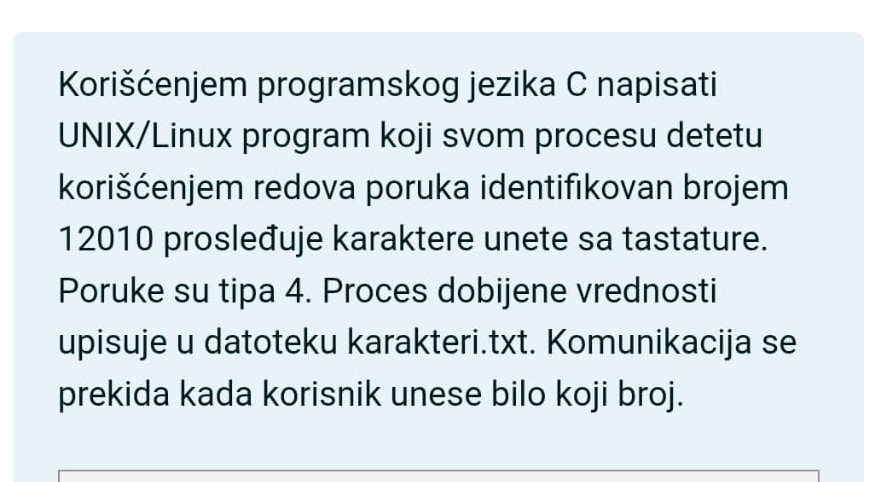 Korišćenjem programskog jezika C napisati
UNIX/Linux program koji svom procesu detetu
korišćenjem redova poruka identifikovan brojem
12010 prosleđuje karaktere unete sa tastature.
Poruke su tipa 4. Proces dobijene vrednosti
upisuje u datoteku karakteri.txt. Komunikacija se
prekida kada korisnik unese bilo koji broj.